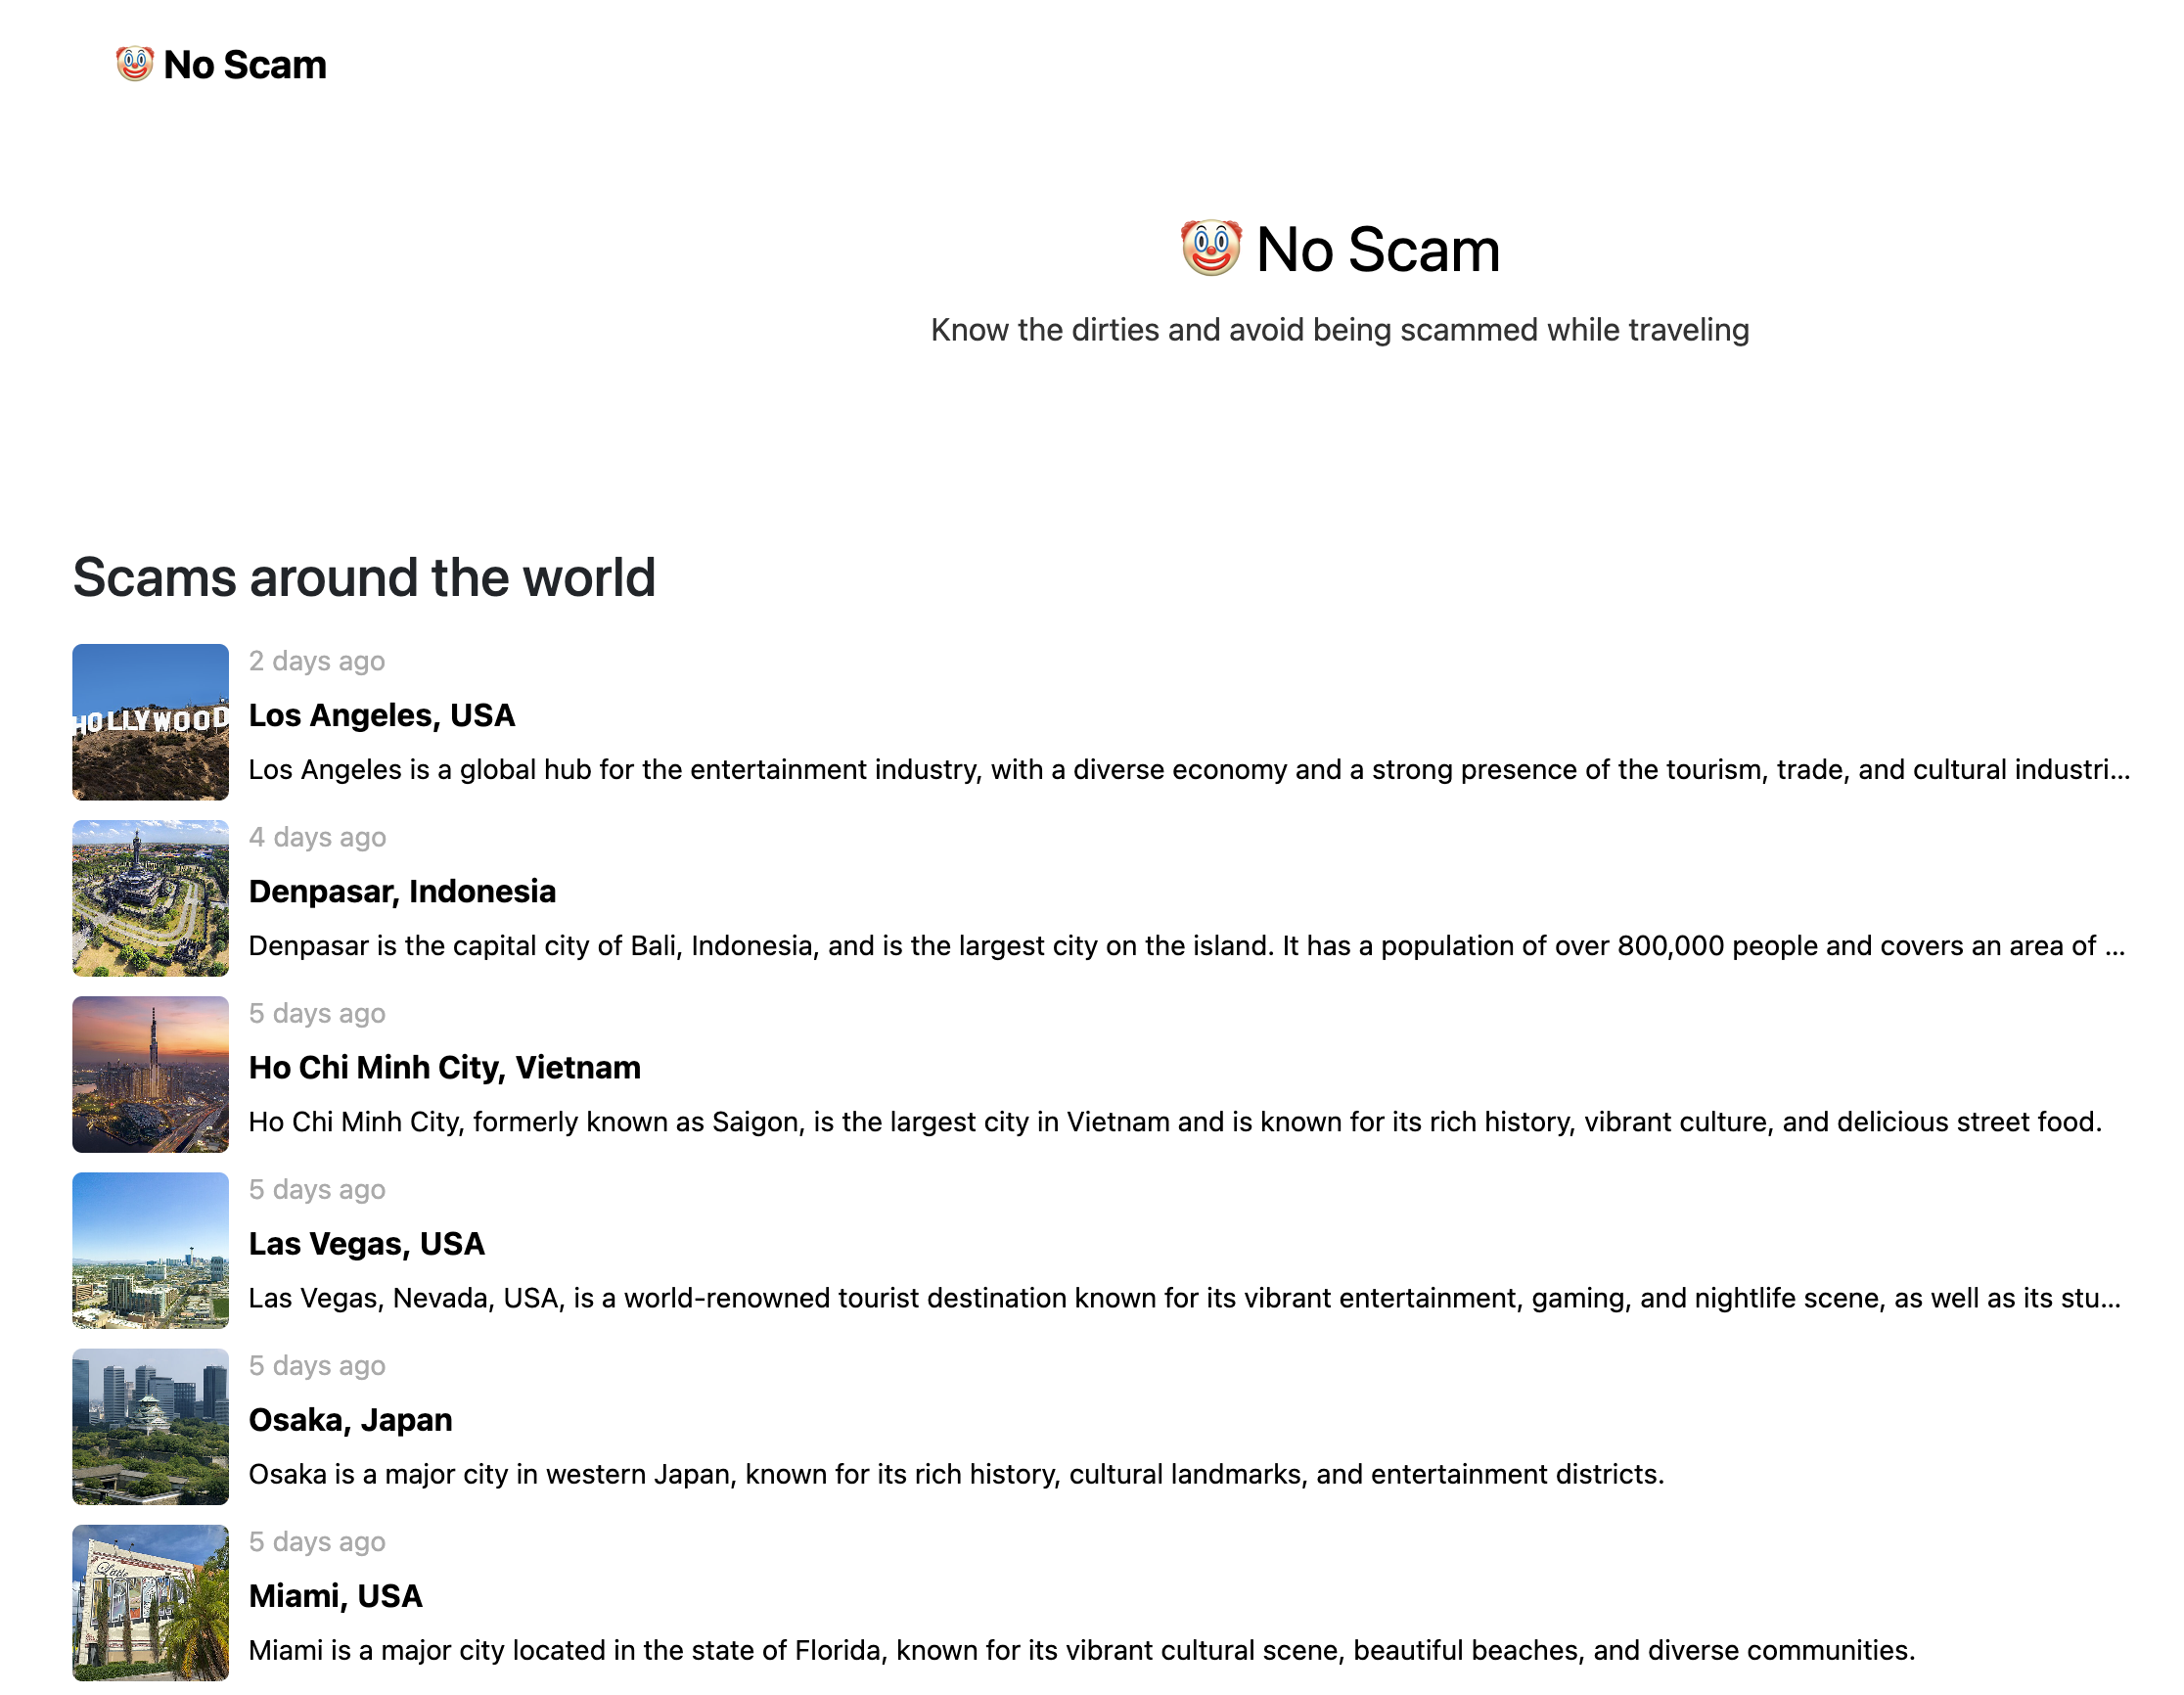 🤡 No Scam
🤡 No Scam
Know the dirties and avoid being scammed while traveling
Scams around the world
HOLLYWOOD
2 days ago
Los Angeles, USA
Los Angeles is a global hub for the entertainment industry, with a diverse economy and a strong presence of the tourism, trade, and cultural industri...
4 days ago
Denpasar, Indonesia
Denpasar is the capital city of Bali, Indonesia, and is the largest city on the island. It has a population of over 800,000 people and covers an area of ...
5 days ago
Ho Chi Minh City, Vietnam
Ho Chi Minh City, formerly known as Saigon, is the largest city in Vietnam and is known for its rich history, vibrant culture, and delicious street food.
5 days ago
Las Vegas, USA
Las Vegas, Nevada, USA, is a world-renowned tourist destination known for its vibrant entertainment, gaming, and nightlife scene, as well as its stu...
5 days ago
Osaka, Japan
Osaka is a major city in western Japan, known for its rich history, cultural landmarks, and entertainment districts.
5 days ago
Miami, USA
Miami is a major city located in the state of Florida, known for its vibrant cultural scene, beautiful beaches, and diverse communities.